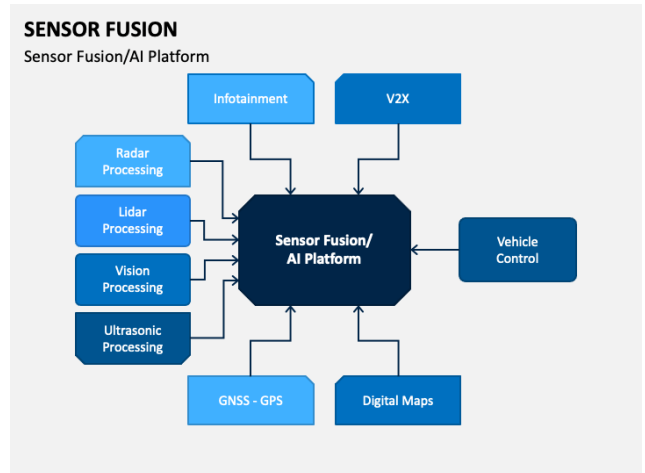 SENSOR FUSION
Sensor Fusion/AI Platform
Infotainment
V2X
Radar
Processing
Lidar
Processing
Vision
Processing
Ultrasonic
Processing
Sensor Fusion/
AI Platform
Vehicle
Control
GNSS - GPS
Digital Maps